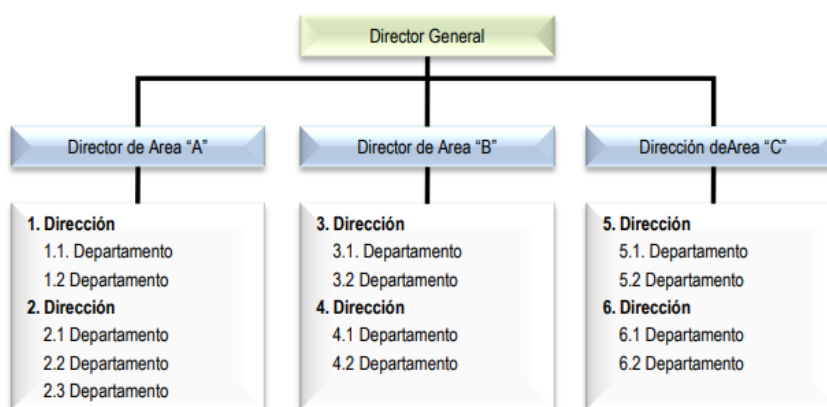 Director General
Director de Area “A”
Director de Area “B”
Dirección deArea “C”
1. Dirección
1.1. Departamento
1.2 Departamento
2. Dirección
2.1 Departamento
2.2 Departamento
2.3 Departamento
3. Dirección
3.1. Departamento
3.2 Departamento
4. Dirección
4.1 Departamento
4.2 Departamento
5. Dirección
5.1. Departamento
5.2 Departamento
6. Dirección
6.1 Departamento
6.2 Departamento